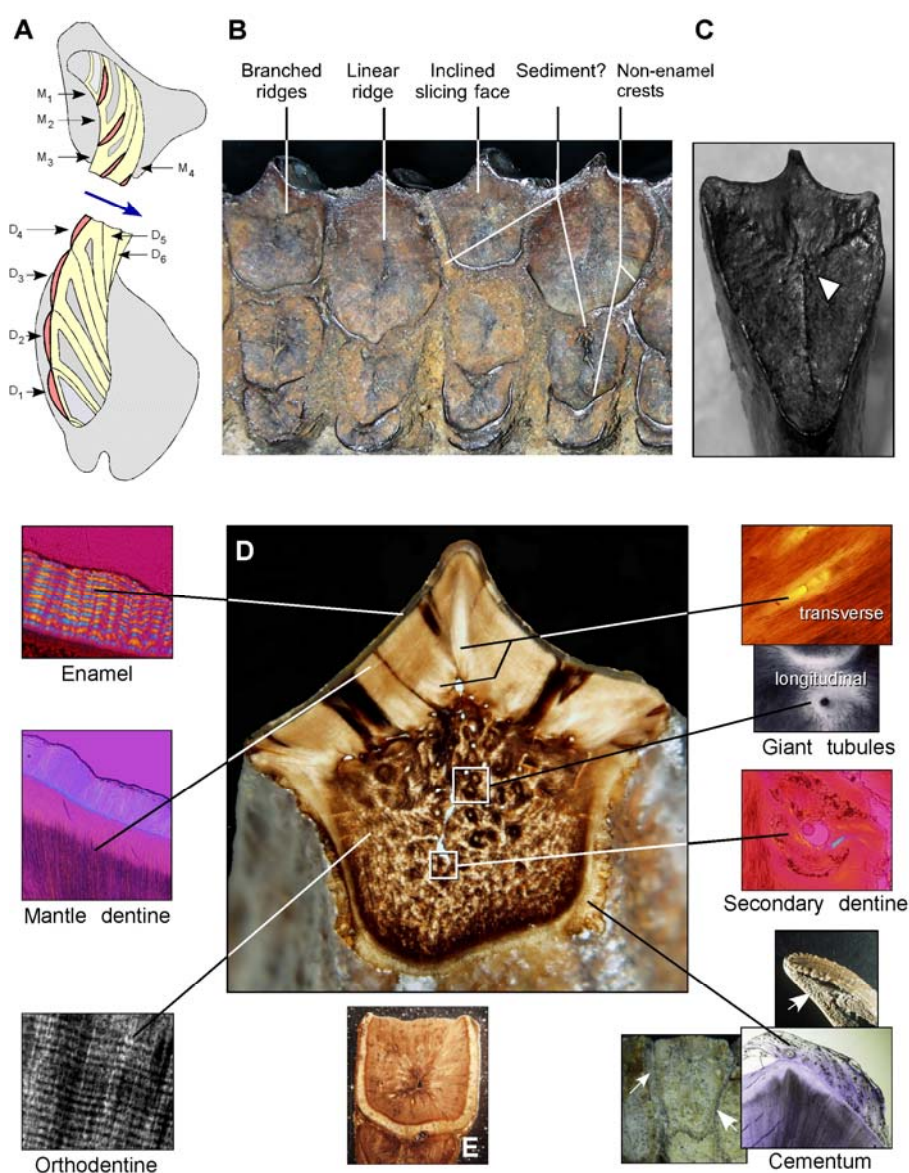 A
M1
M2
M3
M4
D4
D5
D6
D3
D2
D1
B
Branched
ridges
Linear
ridge
Inclined
slicing face
Sediment?
Non-enamel
crests
C
D
Enamel
Mantle dentine
Orthodentine
transverse
longitudinal
Giant tubules
Secondary dentine
Cementum
E